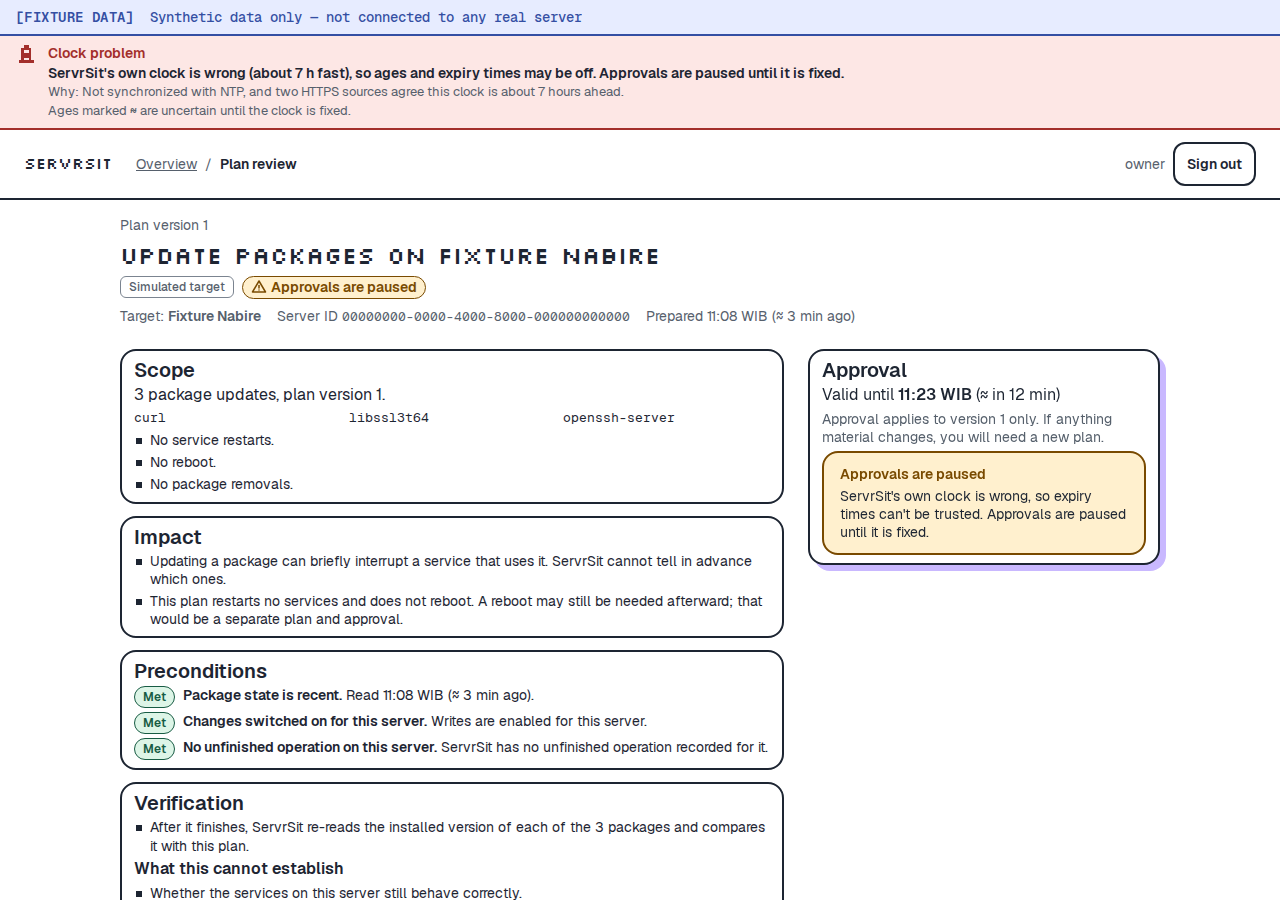 [FIXTURE DATA] Synthetic data only — not connected to any real server
Clock problem
ServrSit's own clock is wrong (about 7 h fast), so ages and expiry times may be off. Approvals are paused until it is fixed.
Why: Not synchronized with NTP, and two HTTPS sources agree this clock is about 7 hours ahead.
Ages marked ≈ are uncertain until the clock is fixed.
SERVRSIT Overview / Plan review owner Sign out
Plan version 1
UPDATE PACKAGES ON FIXTURE NABIRE
Simulated target Approvals are paused
Target: Fixture Nabire Server ID 00000000-0000-4000-8000-000000000000 Prepared 11:08 WIB (≈ 3 min ago)
Scope
3 package updates, plan version 1.
curl libssl3t64 openssh-server
No service restarts.
No reboot.
No package removals.
Impact
Updating a package can briefly interrupt a service that uses it. ServrSit cannot tell in advance
which ones.
This plan restarts no services and does not reboot. A reboot may still be needed afterward; that
would be a separate plan and approval.
Preconditions
Met Package state is recent. Read 11:08 WIB (≈ 3 min ago).
Met Changes switched on for this server. Writes are enabled for this server.
Met No unfinished operation on this server. ServrSit has no unfinished operation recorded for it.
Verification
After it finishes, ServrSit re-reads the installed version of each of the 3 packages and compares
it with this plan.
What this cannot establish
Whether the services on this server still behave correctly.
Approval
Valid until 11:23 WIB (≈ in 12 min)
Approval applies to version 1 only. If anything
material changes, you will need a new plan.
Approvals are paused
ServrSit's own clock is wrong, so expiry
times can't be trusted. Approvals are paused
until it is fixed.